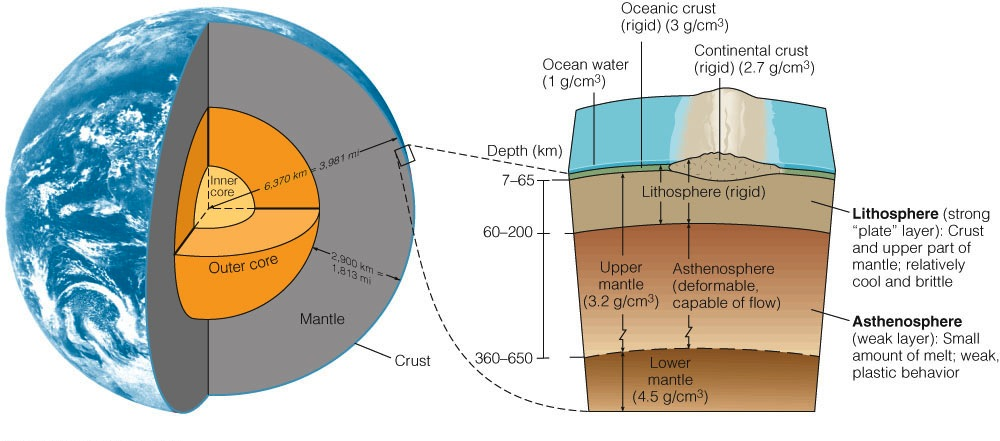 Inner
core
6,370 km = 3,981 mi
Outer core
2,900 km =
1,813 mi
Mantle
Crust
Oceanic crust
(rigid) (3 g/cm³)
Ocean water
(1 g/cm³)
Continental crust
(rigid) (2.7 g/cm³)
Depth (km)
7–65
60–200
360–650
Lithosphere (rigid)
Upper
mantle
(3.2 g/cm³)
Asthenosphere
(deformable,
capable of flow)
Lower
mantle
(4.5 g/cm³)
Lithosphere (strong
“plate” layer): Crust
and upper part of
mantle; relatively
cool and brittle
Asthenosphere
(weak layer): Small
amount of melt; weak,
plastic behavior